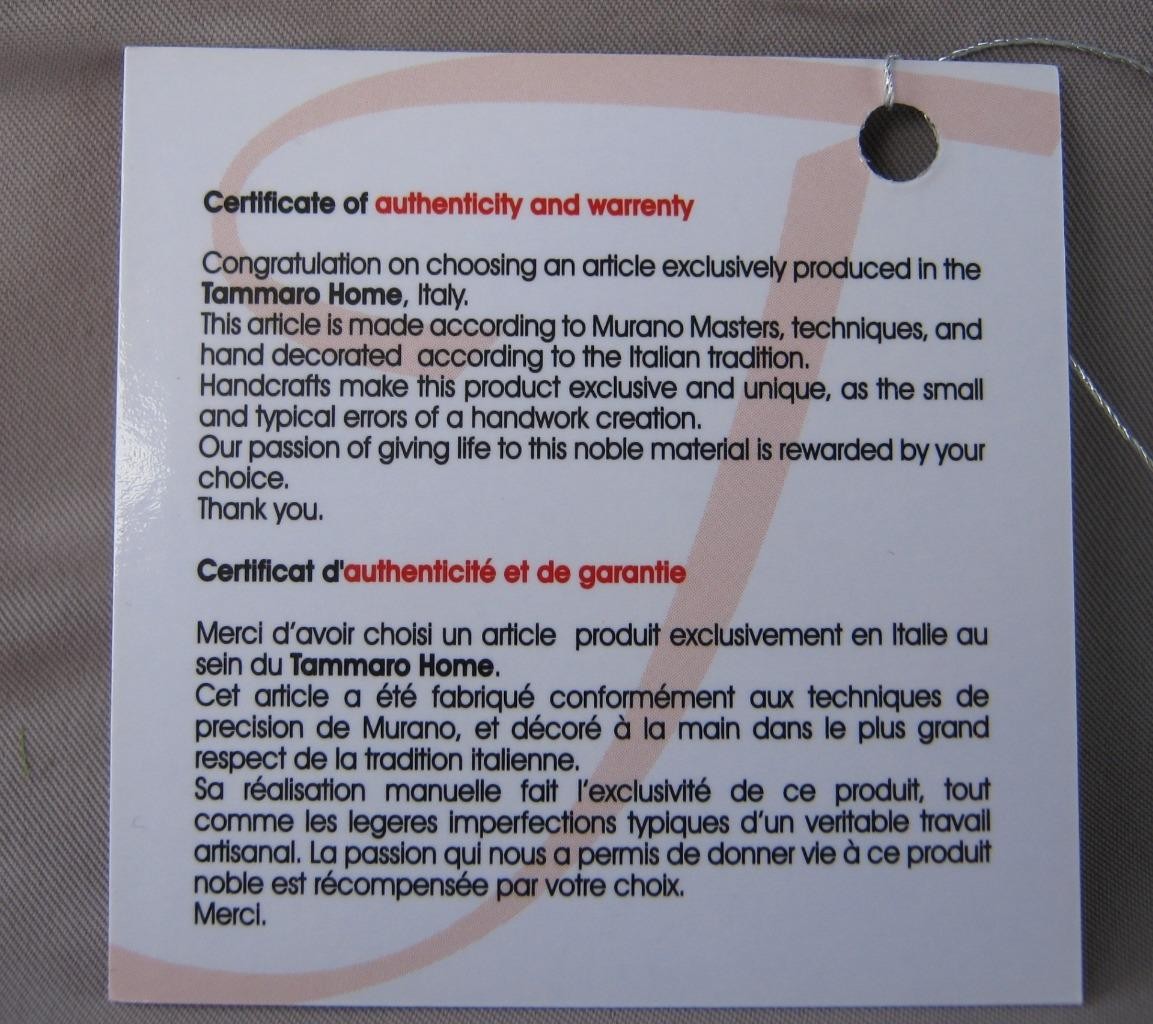 Certificate of authenticity and warrenty
Congratulation on choosing an article exclusively produced in the
Tammaro Home, Italy.
This article is made according to Murano Masters, techniques, and
hand decorated according to the Italian tradition.
Handcrafts make this product exclusive and unique, as the small
and typical errors of a handwork creation.
Our passion of giving life to this noble material is rewarded by your
choice.
Thank you.
Certificat d'authenticité et de garantie
Merci d'avoir choisi un article produit exclusivement en Italie au
sein du Tammaro Home.
Cet article a été fabriqué conformément aux techniques de
precision de Murano, et décoré à la main dans le plus grand
respect de la tradition italienne.
Sa réalisation manuelle fait l'exclusivité de ce produit, tout
comme les legeres imperfections typiques d'un veritable travail
artisanal. La passion qui nous a permis de donner vie à ce produit
noble est récompensée par votre choix.
Merci.